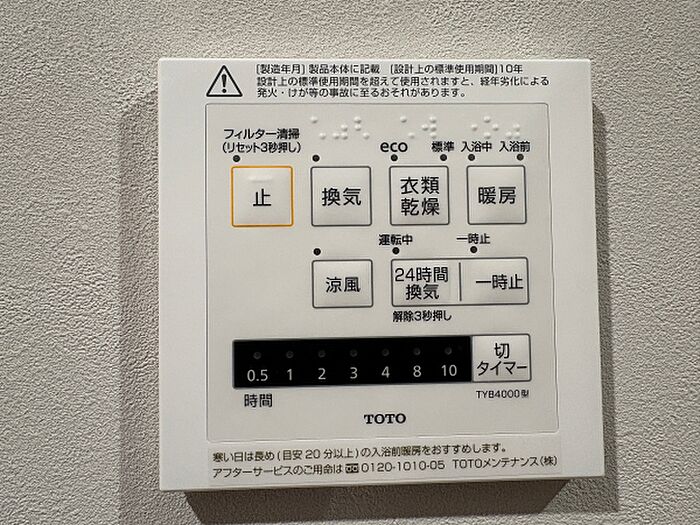 [製造年月] 製品本体に記載 [設計上の標準使用期間]10年
設計上の標準使用期間を超えて使用されますと、経年劣化による
発火・けが等の事故に至るおそれがあります。
フィルター清掃
(リセット3秒押し)
eco 標準 入浴中 入浴前
止 換気 衣類乾燥 暖房
運転中 一時止
涼風 24時間換気 一時止
解除3秒押し
0.5 1 2 3 4 8 10 切タイマー
時間
TYB4000型
TOTO
寒い日は長め(目安20分以上)の入浴前暖房をおすすめします。
アフターサービスのご用命は 0120-1010-05 TOTOメンテナンス(株)